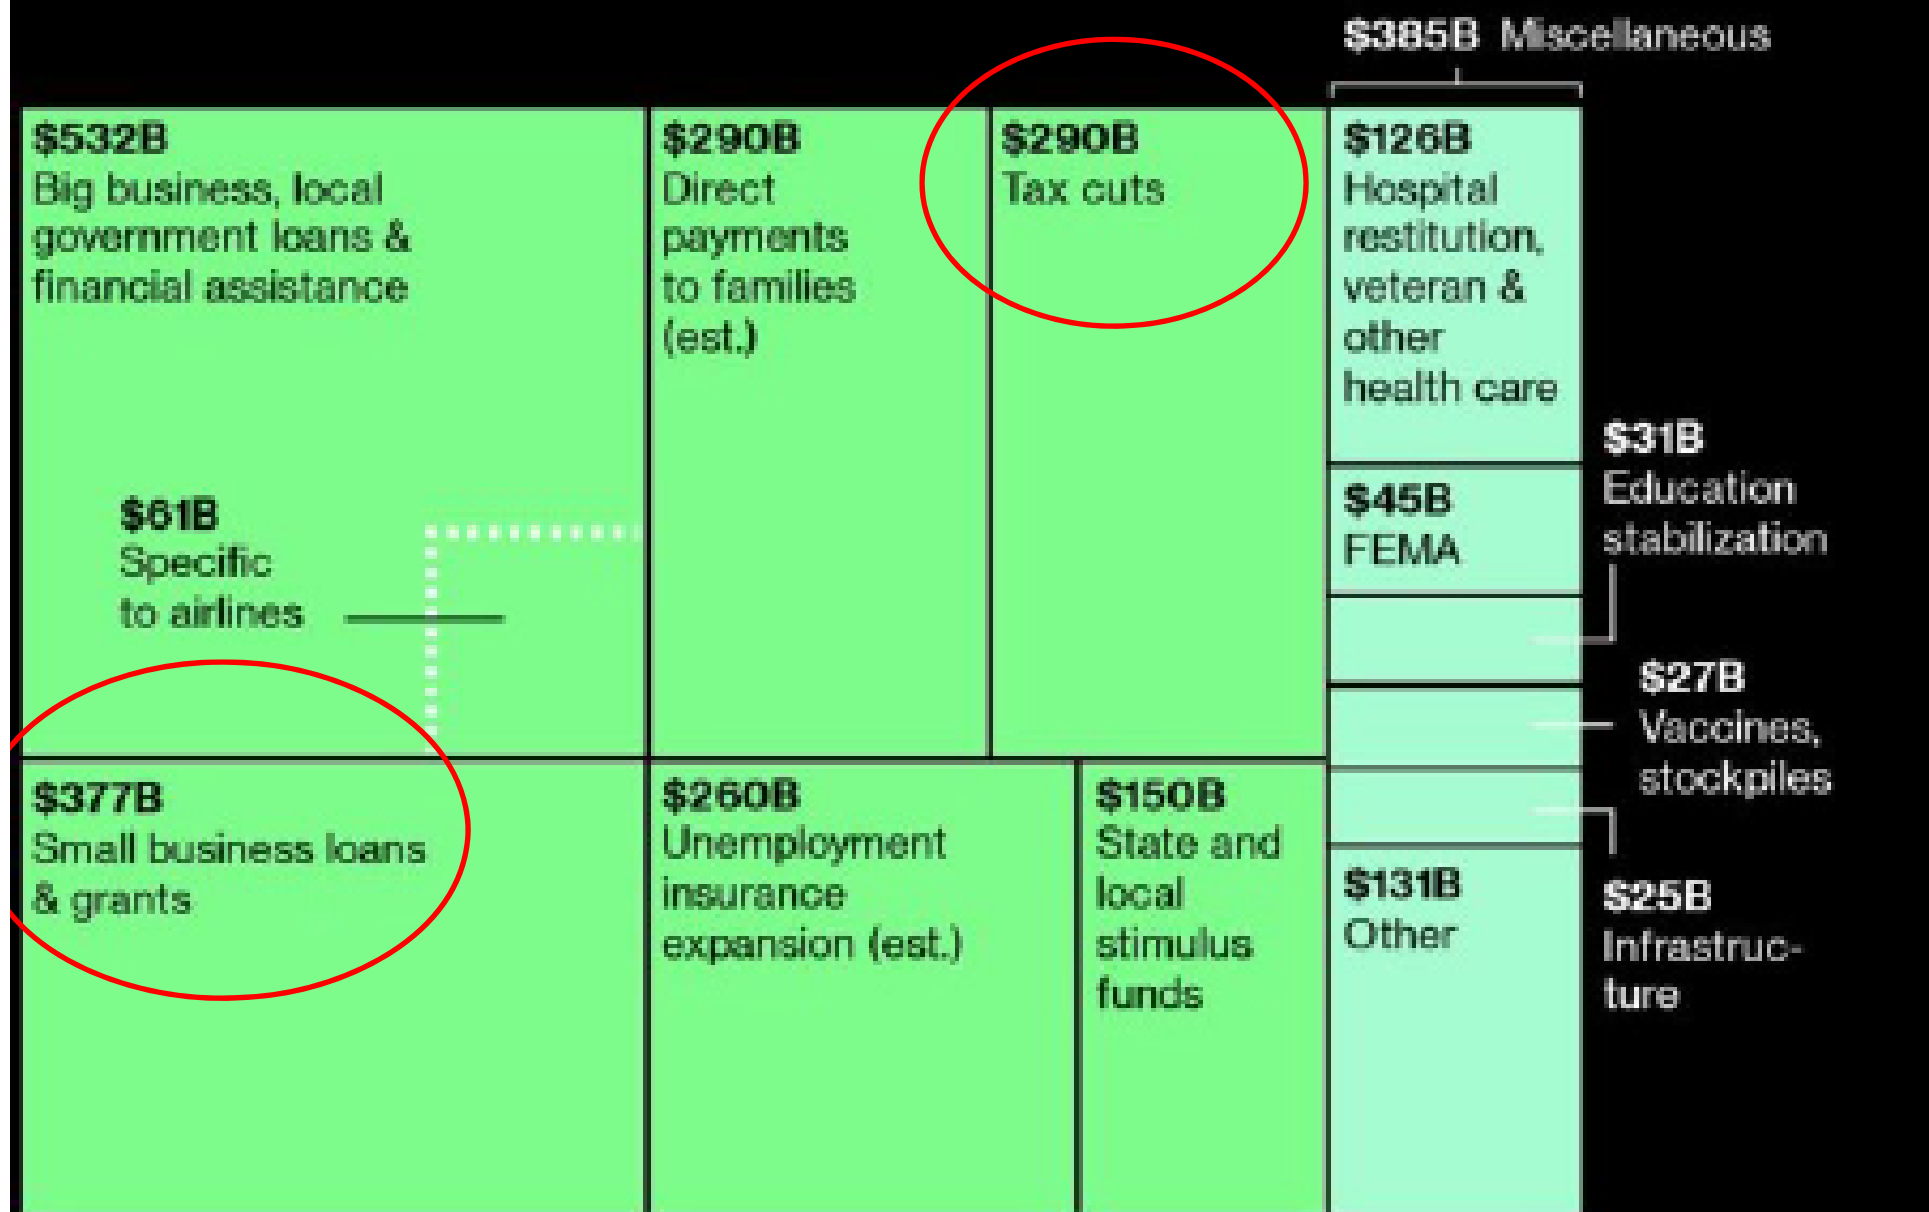 $385B Miscellaneous
$532B
Big business, local
government loans &
financial assistance
$61B
Specific
to airlines
$290B
Direct
payments
to families
(est.)
$290B
Tax cuts
$126B
Hospital
restitution,
veteran &
other
health care
$45B
FEMA
$31B
Education
stabilization
$27B
Vaccines,
stockpiles
$377B
Small business loans
& grants
$260B
Unemployment
insurance
expansion (est.)
$150B
State and
local
stimulus
funds
$131B
Other
$25B
Infrastruc-
ture